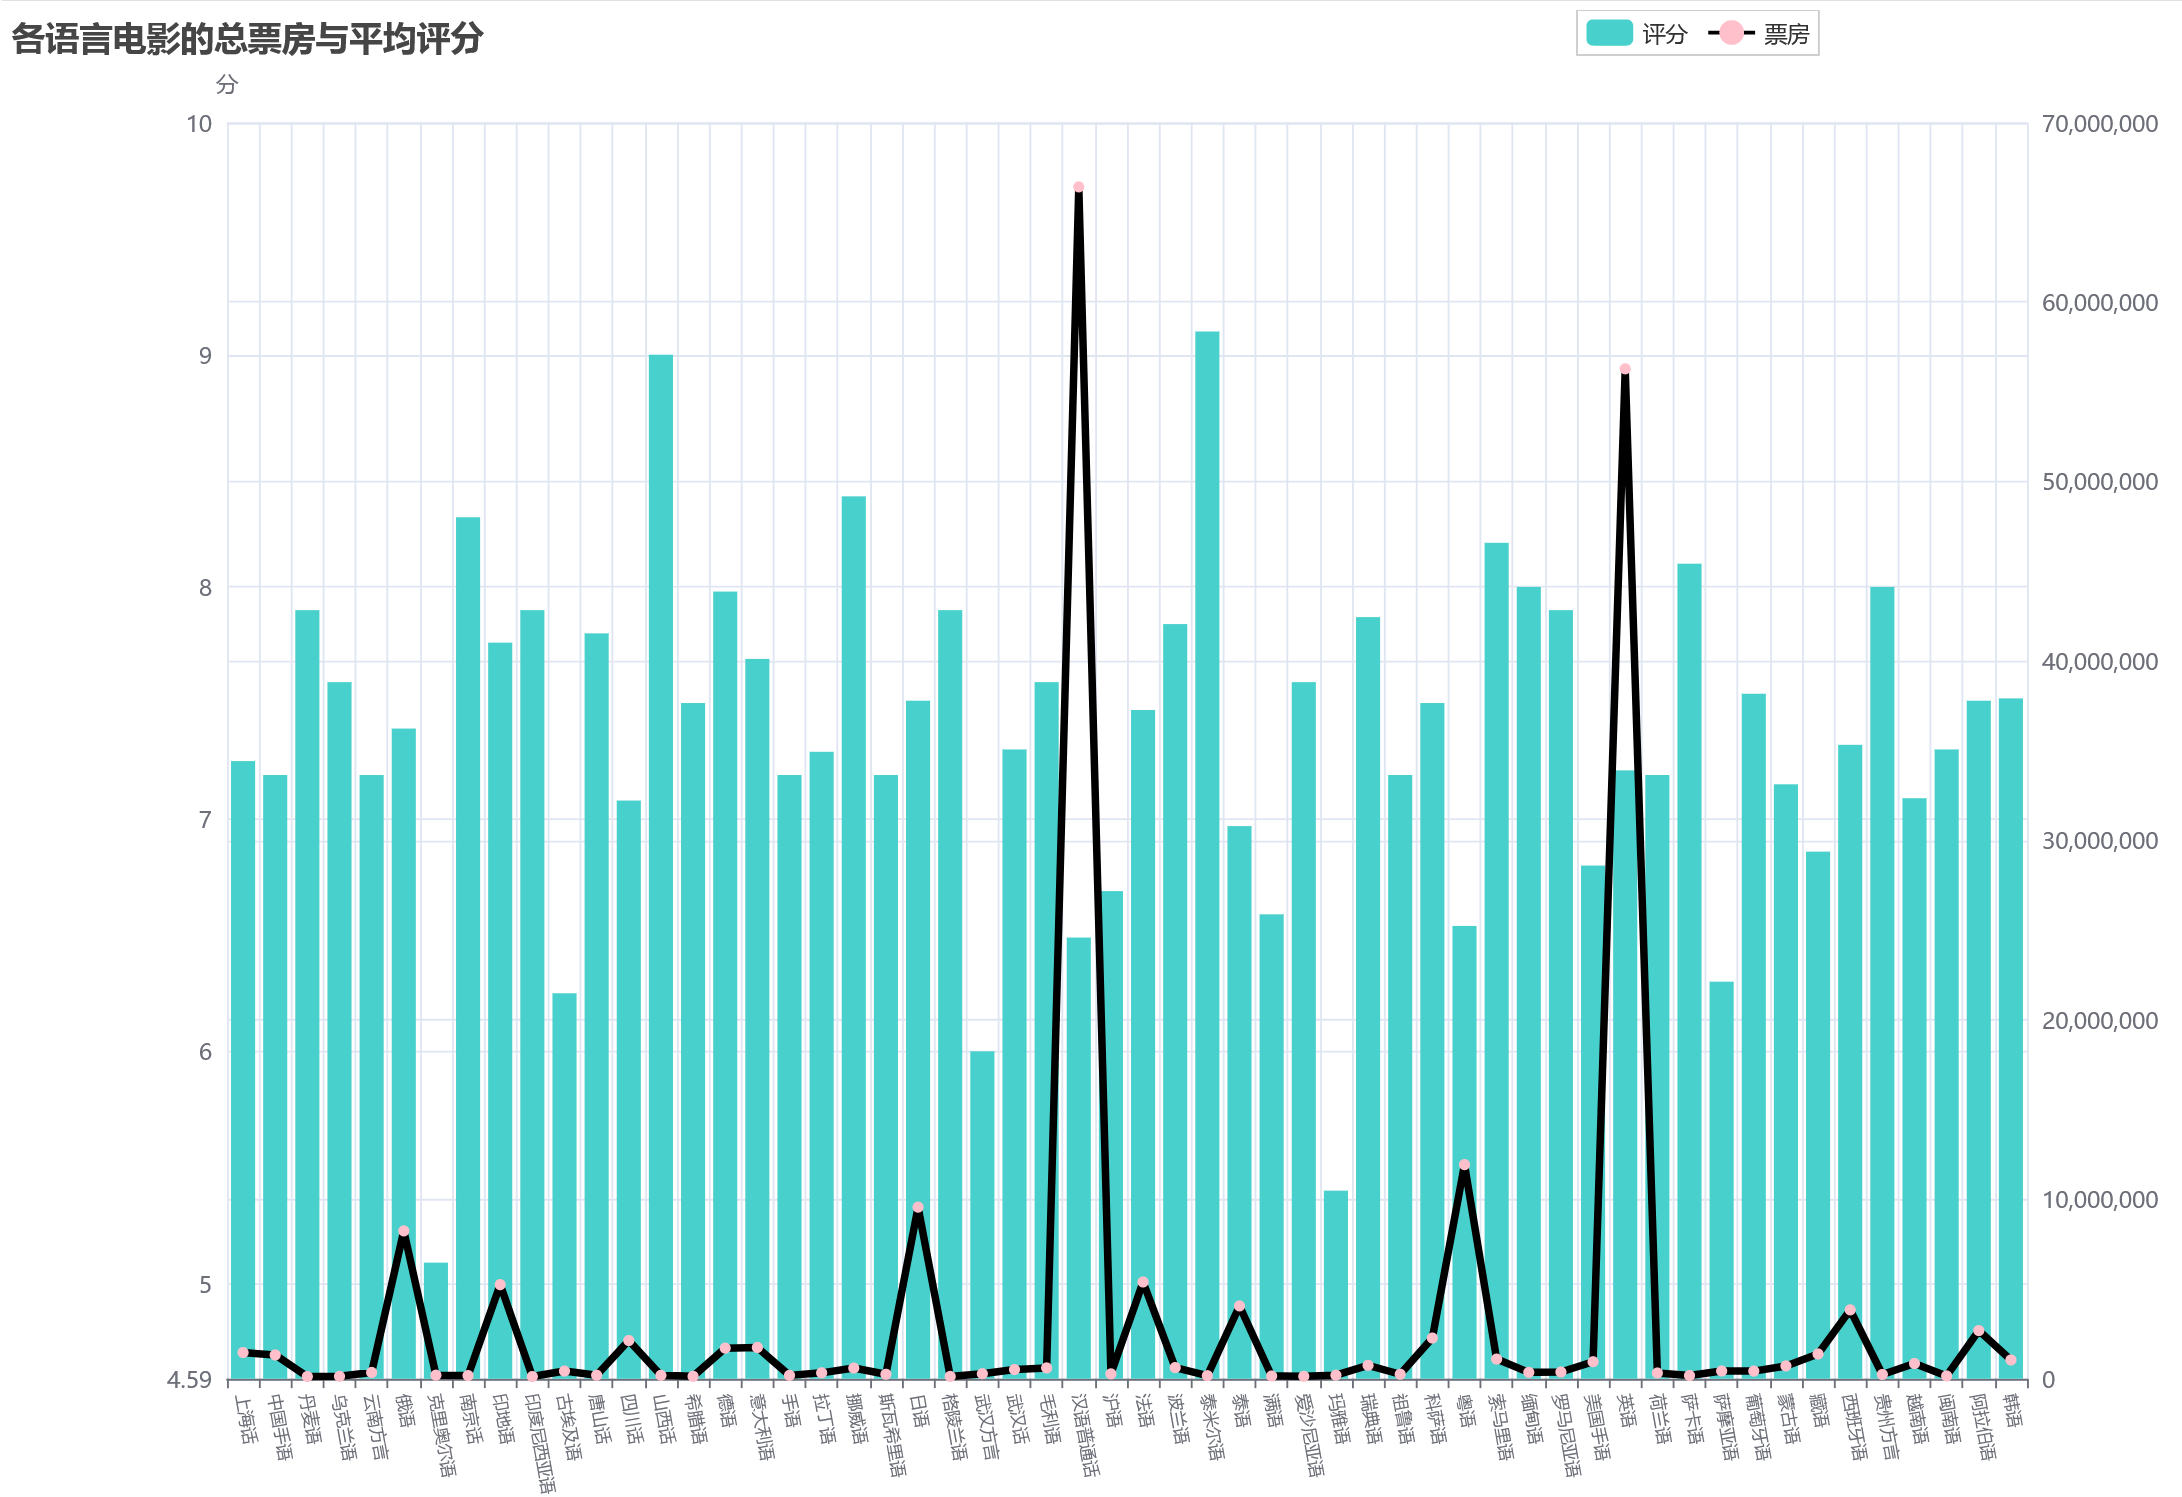 各语言电影的总票房与平均评分
评分
票房
分
10
9
8
7
6
5
4.59
70,000,000
60,000,000
50,000,000
40,000,000
30,000,000
20,000,000
10,000,000
0
上海话
中国手语
丹麦语
乌克兰语
云南方言
俄语
克里奥尔语
南京话
印地语
印度尼西亚语
古埃及语
唐山话
四川话
山西话
希腊语
德语
意大利语
手语
拉丁语
挪威语
斯瓦希里语
日语
格陵兰语
武汉方言
武汉话
毛利语
汉语普通话
沪语
法语
波兰语
泰米尔语
泰语
满语
爱沙尼亚语
玛雅语
瑞典语
祖鲁语
科萨语
粤语
索马里语
缅甸语
罗马尼亚语
美国手语
英语
荷兰语
萨卡语
萨摩亚语
葡萄牙语
蒙古语
藏语
西班牙语
贵州方言
越南语
闽南语
阿拉伯语
韩语